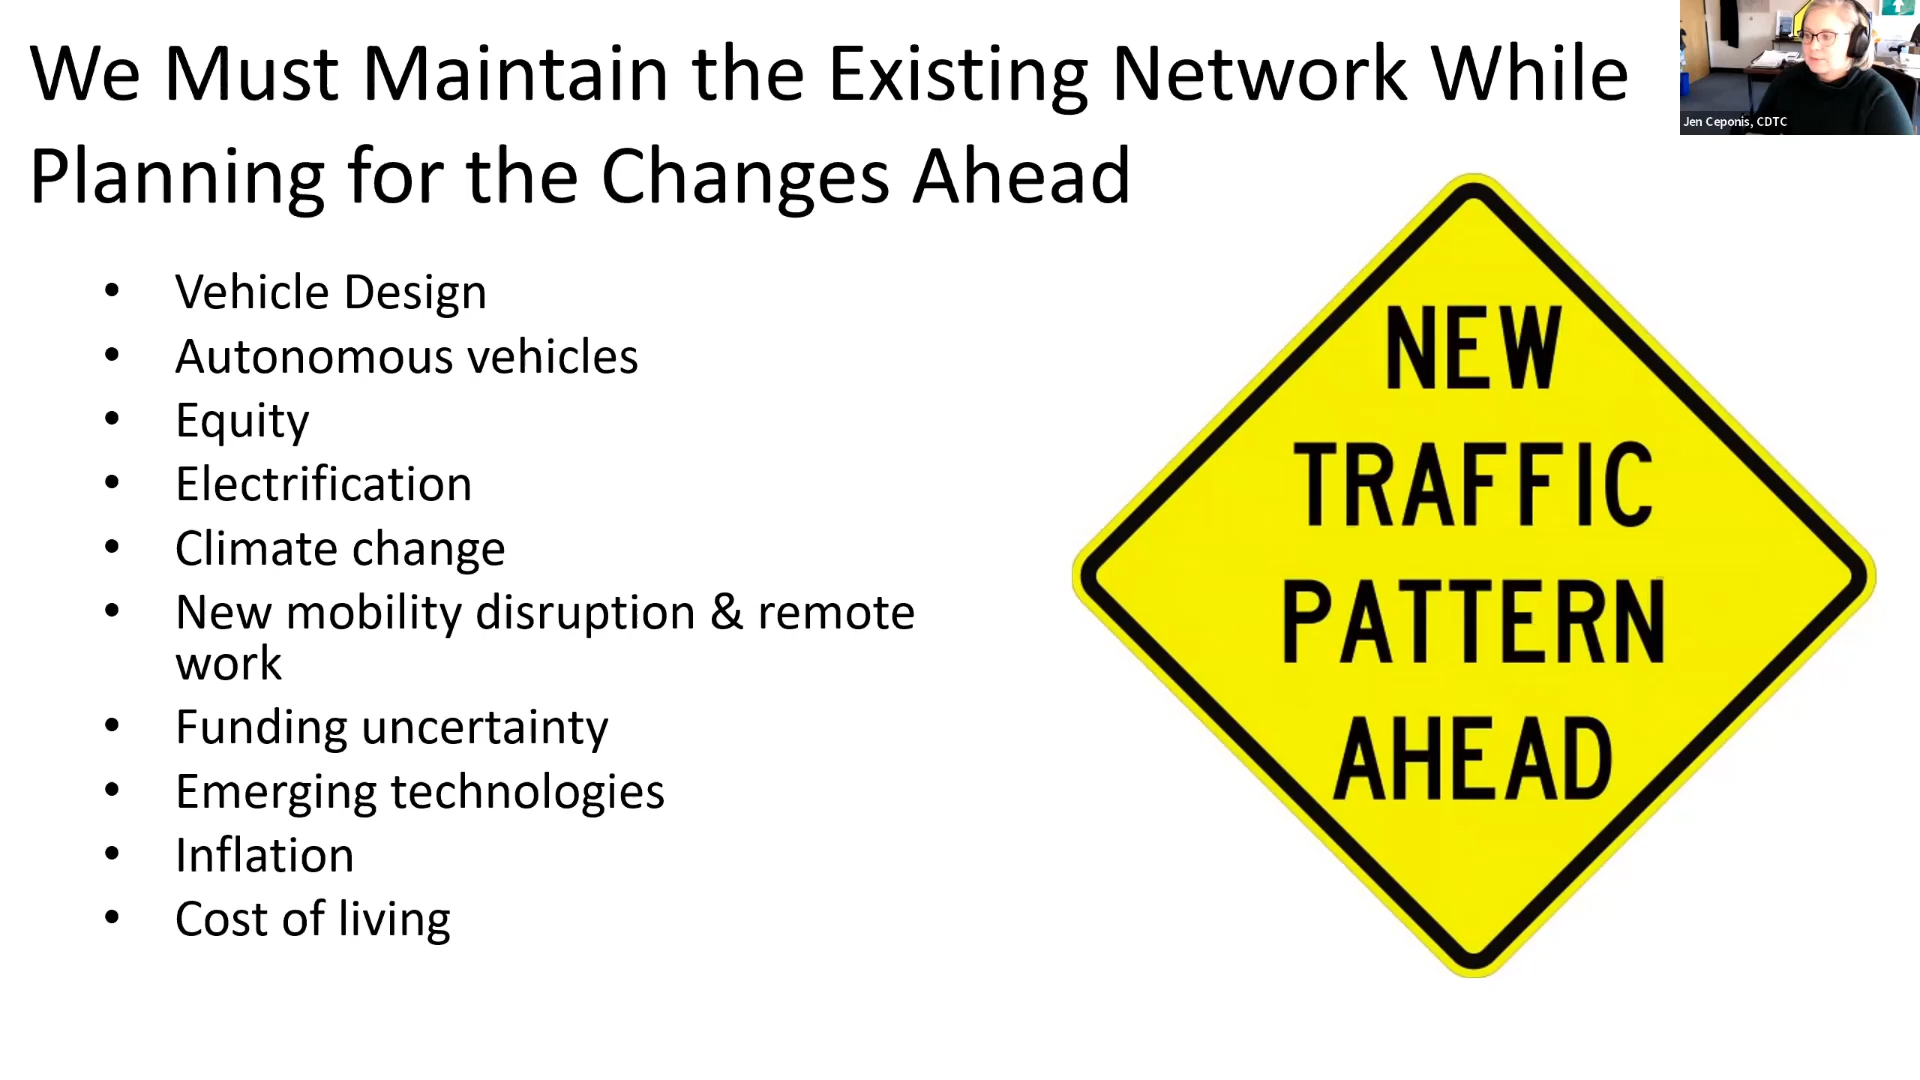 We Must Maintain the Existing Network While
Planning for the Changes Ahead
Jen Ceponis, CDTC
• Vehicle Design
• Autonomous vehicles
• Equity
• Electrification
• Climate change
• New mobility disruption & remote
work
• Funding uncertainty
• Emerging technologies
• Inflation
• Cost of living
NEW
TRAFFIC
PATTERN
AHEAD